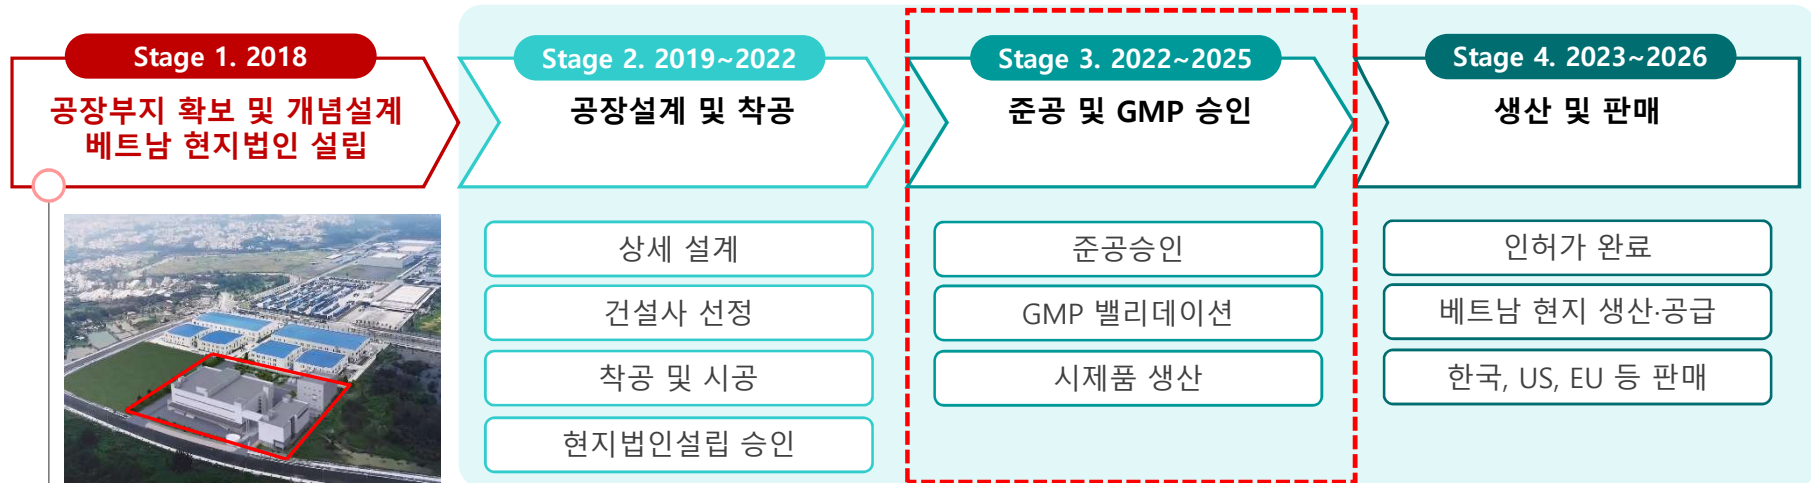 Stage 1. 2018
공장부지 확보 및 개념설계
베트남 현지법인 설립
Stage 2. 2019~2022
공장설계 및 착공
상세 설계
건설사 선정
착공 및 시공
현지법인설립 승인
Stage 3. 2022~2025
준공 및 GMP 승인
준공승인
GMP 밸리데이션
시제품 생산
Stage 4. 2023~2026
생산 및 판매
인허가 완료
베트남 현지 생산·공급
한국, US, EU 등 판매